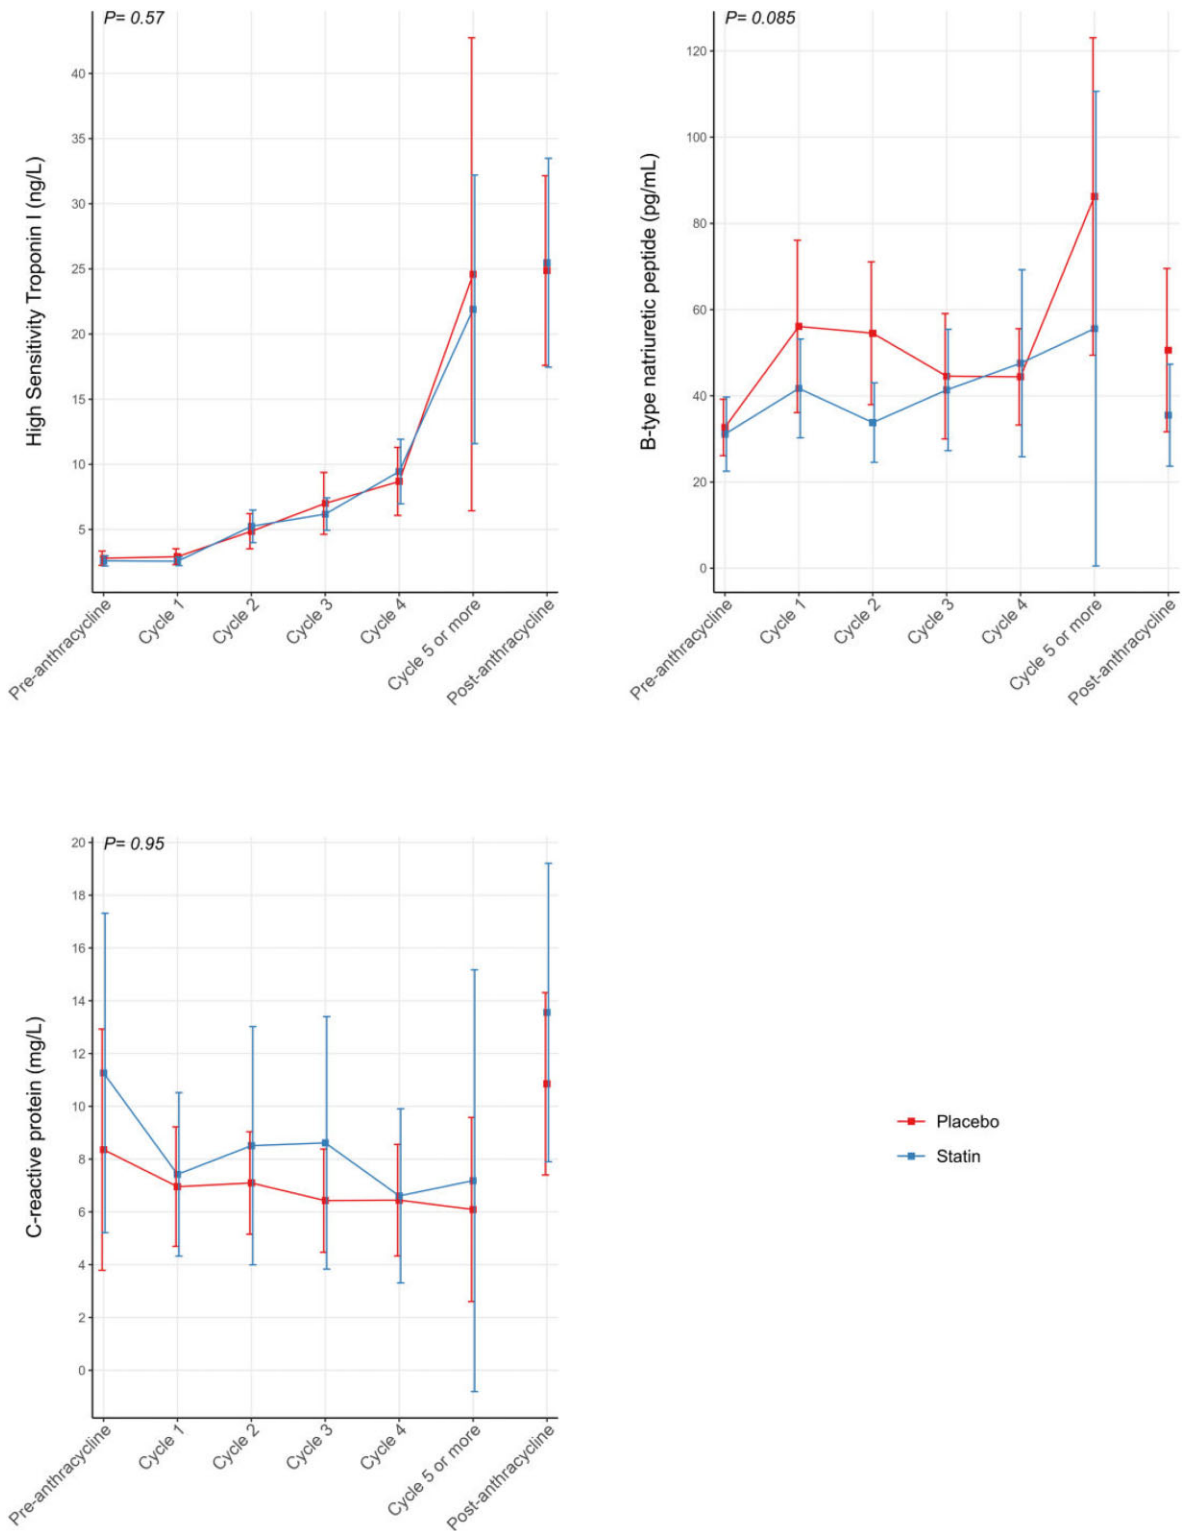 P= 0.57
High Sensitivity Troponin I (ng/L)
40
35
30
25
20
15
10
5
Pre-anthracycline
Cycle 1
Cycle 2
Cycle 3
Cycle 4
Cycle 5 or more
Post-anthracycline
P= 0.085
B-type natriuretic peptide (pg/mL)
120
100
80
60
40
20
0
Pre-anthracycline
Cycle 1
Cycle 2
Cycle 3
Cycle 4
Cycle 5 or more
Post-anthracycline
P= 0.95
C-reactive protein (mg/L)
20
18
16
14
12
10
8
6
4
2
0
Pre-anthracycline
Cycle 1
Cycle 2
Cycle 3
Cycle 4
Cycle 5 or more
Post-anthracycline
Placebo
Statin